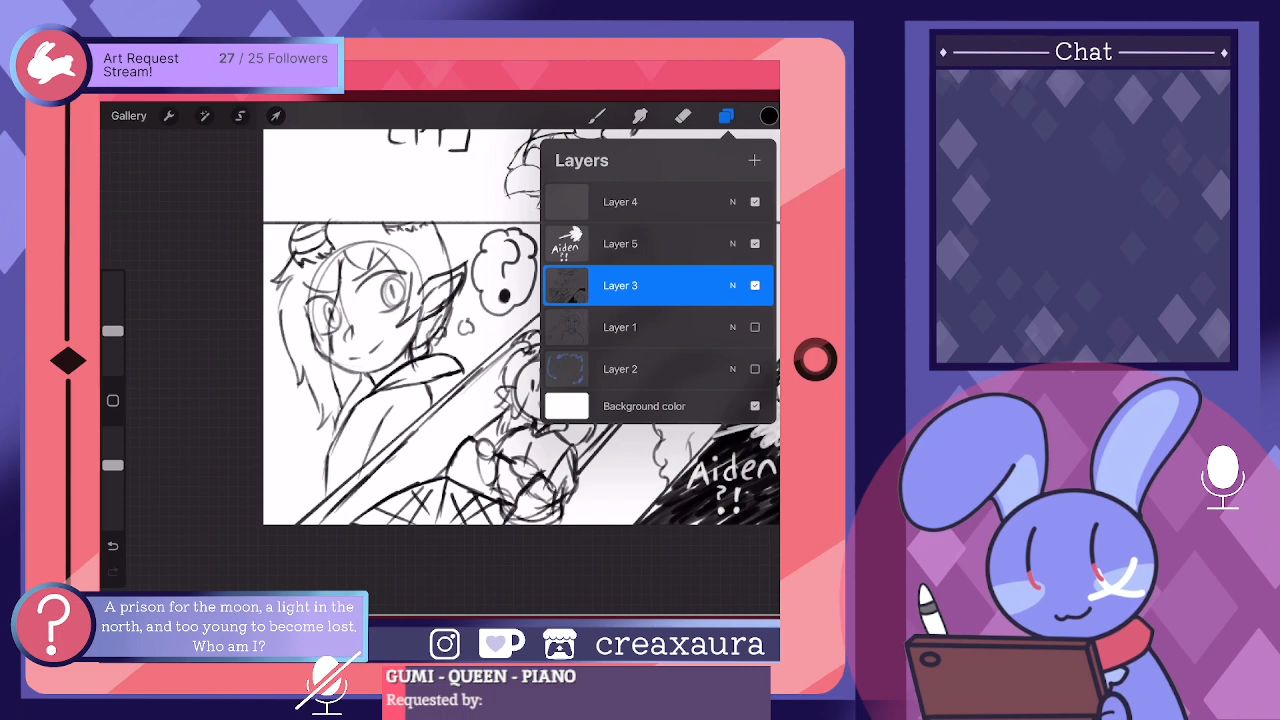 Art Request
Stream!
27 / 25 Followers
Chat
Gallery
Layers
Layer 4
N
Layer 5
N
Layer 3
N
Layer 1
N
Layer 2
N
Background color
Aiden
?!
Aiden
?!
?
?
A prison for the moon, a light in the
north, and too young to become lost.
Who am I?
creaxaura
GUMI - QUEEN - PIANO
Requested by: